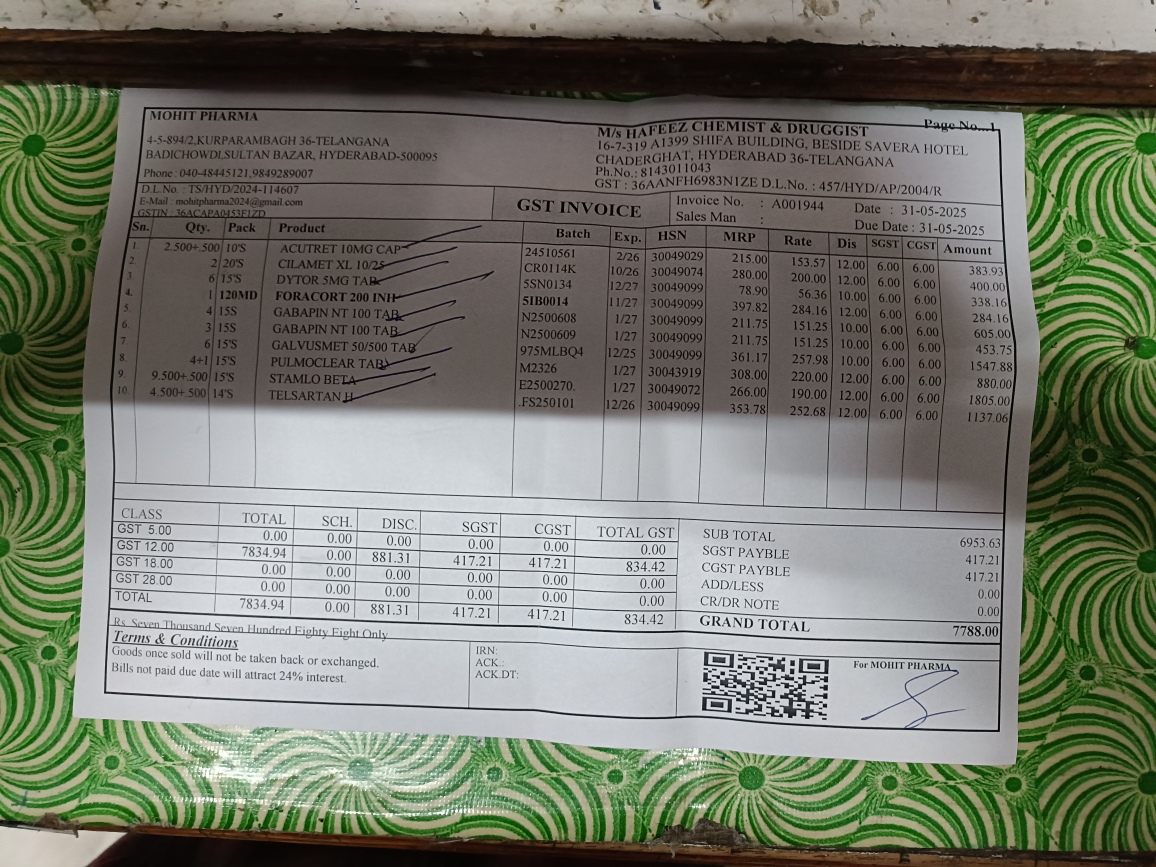 MOHIT PHARMA
4-5-894/2,KURPARAMBAGH 36-TELANGANA
BADICHOWDI,SULTAN BAZAR, HYDERABAD-500095
Phone : 040-48445121,9849289007
D.L.No. : TS/HYD/2024-114607
E-Mail : mohitpharma2024@gmail.com
GSTIN : 36ACAPA0453F1ZD
Page No...1
M/s HAFEEZ CHEMIST & DRUGGIST
16-7-319 A1399 SHIFA BUILDING, BESIDE SAVERA HOTEL
CHADERGHAT, HYDERABAD 36-TELANGANA
Ph.No.: 8143011043
GST : 36AANFH6983N1ZE D.L.No. : 457/HYD/AP/2004/R
GST INVOICE
Invoice No. : A001944 Date : 31-05-2025
Sales Man : Due Date : 31-05-2025
Sn. Qty. Pack Product Batch Exp. HSN MRP Rate Dis SGST CGST Amount
1. 2.500+.500 10'S ACUTRET 10MG CAP 24510561 2/26 30049029 215.00 153.57 12.00 6.00 6.00 383.93
2. 2 20'S CILAMET XL 10/25 CR0114K 10/26 30049074 280.00 200.00 12.00 6.00 6.00 400.00
3. 6 15'S DYTOR 5MG TAB 5SN0134 12/27 30049099 78.90 56.36 10.00 6.00 6.00 338.16
4. 1 120MD FORACORT 200 INH 51B0014 11/27 30049099 397.82 284.16 12.00 6.00 6.00 284.16
5. 4 15S GABAPIN NT 100 TAB N2500608 1/27 30049099 211.75 151.25 10.00 6.00 6.00 605.00
6. 3 15S GABAPIN NT 100 TAB N2500609 1/27 30049099 211.75 151.25 10.00 6.00 6.00 453.75
7. 6 15'S GALVUSMET 50/500 TAB 975MLBQ4 12/25 30049099 361.17 257.98 10.00 6.00 6.00 1547.88
8. 4+1 15'S PULMOCLEAR TAB M2326 1/27 30043919 308.00 220.00 12.00 6.00 6.00 880.00
9. 9.500+.500 15'S STAMLO BETA E2500270. 1/27 30049072 266.00 190.00 12.00 6.00 6.00 1805.00
10. 4.500+.500 14'S TELSARTAN H .FS250101 12/26 30049099 353.78 252.68 12.00 6.00 6.00 1137.06
CLASS TOTAL SCH. DISC. SGST CGST TOTAL GST
GST 5.00 0.00 0.00 0.00 0.00 0.00 0.00
GST 12.00 7834.94 0.00 881.31 417.21 417.21 834.42
GST 18.00 0.00 0.00 0.00 0.00 0.00 0.00
GST 28.00 0.00 0.00 0.00 0.00 0.00 0.00
TOTAL 7834.94 0.00 881.31 417.21 417.21 834.42
SUB TOTAL 6953.63
SGST PAYBLE 417.21
CGST PAYBLE 417.21
ADD/LESS 0.00
CR/DR NOTE 0.00
GRAND TOTAL 7788.00
Rs. Seven Thousand Seven Hundred Eighty Eight Only
Terms & Conditions
Goods once sold will not be taken back or exchanged.
Bills not paid due date will attract 24% interest.
IRN:
ACK.:
ACK.DT:
For MOHIT PHARMA